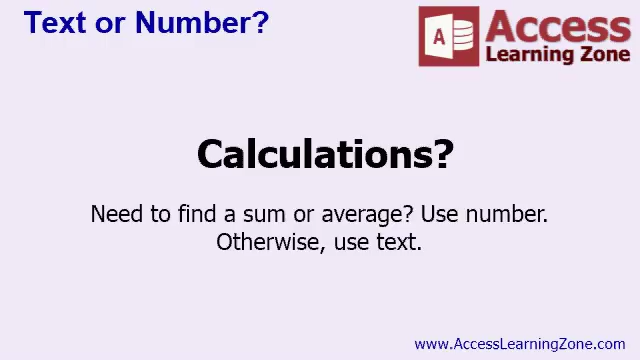 Text or Number?
A
Access
Learning Zone
Calculations?
Need to find a sum or average? Use number.
Otherwise, use text.
www.AccessLearningZone.com